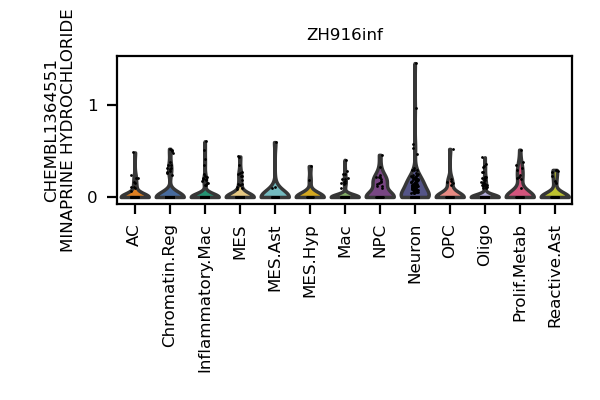 ZH916inf
CHEMBL1364551
MINAPRINE HYDROCHLORIDE
1
0
AC
Chromatin.Reg
Inflammatory.Mac
MES
MES.Ast
MES.Hyp
Mac
NPC
Neuron
OPC
Oligo
Prolif.Metab
Reactive.Ast